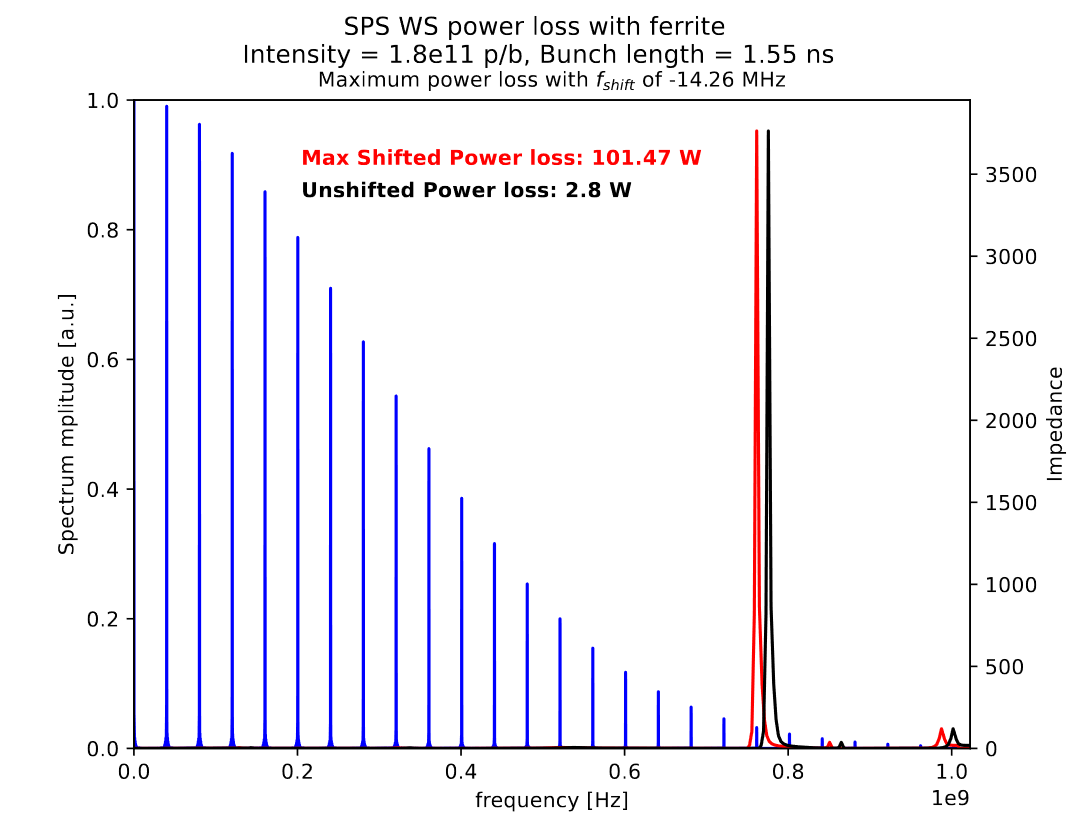 SPS WS power loss with ferrite
Intensity = 1.8e11 p/b, Bunch length = 1.55 ns
Maximum power loss with f_shift of -14.26 MHz
Max Shifted Power loss: 101.47 W
Unshifted Power loss: 2.8 W
Spectrum mplitude [a.u.]
1.0
0.8
0.6
0.4
0.2
0.0
3500
3000
2500
2000
1500
1000
500
0
Impedance
0.0 0.2 0.4 0.6 0.8 1.0
frequency [Hz]
1e9